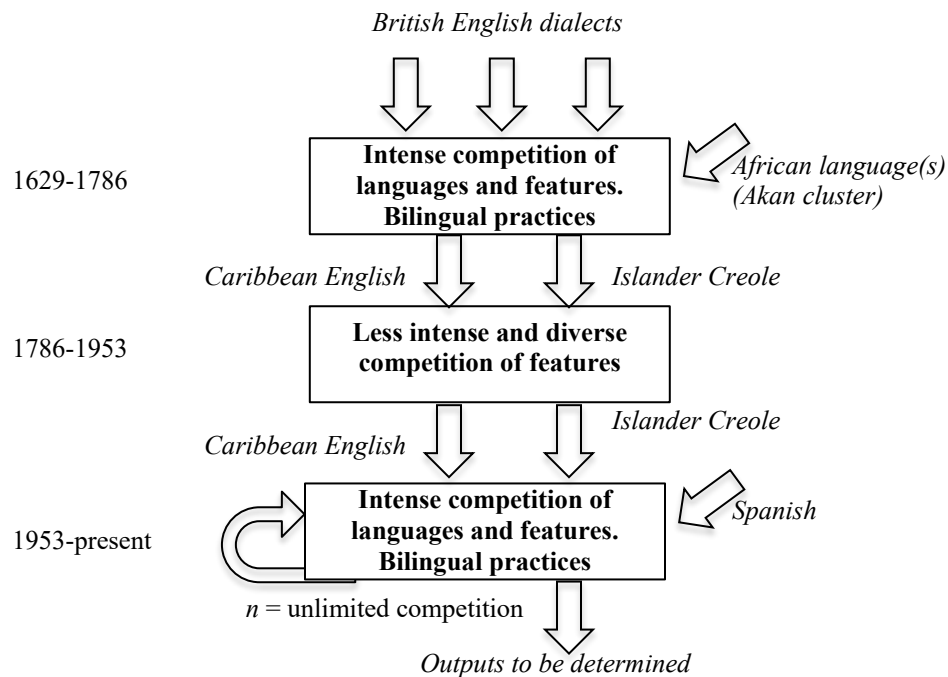 British English dialects
1629-1786
Intense competition of
languages and features.
Bilingual practices
African language(s)
(Akan cluster)
Caribbean English
Islander Creole
1786-1953
Less intense and diverse
competition of features
Caribbean English
Islander Creole
1953-present
Intense competition of
languages and features.
Bilingual practices
Spanish
n = unlimited competition
Outputs to be determined